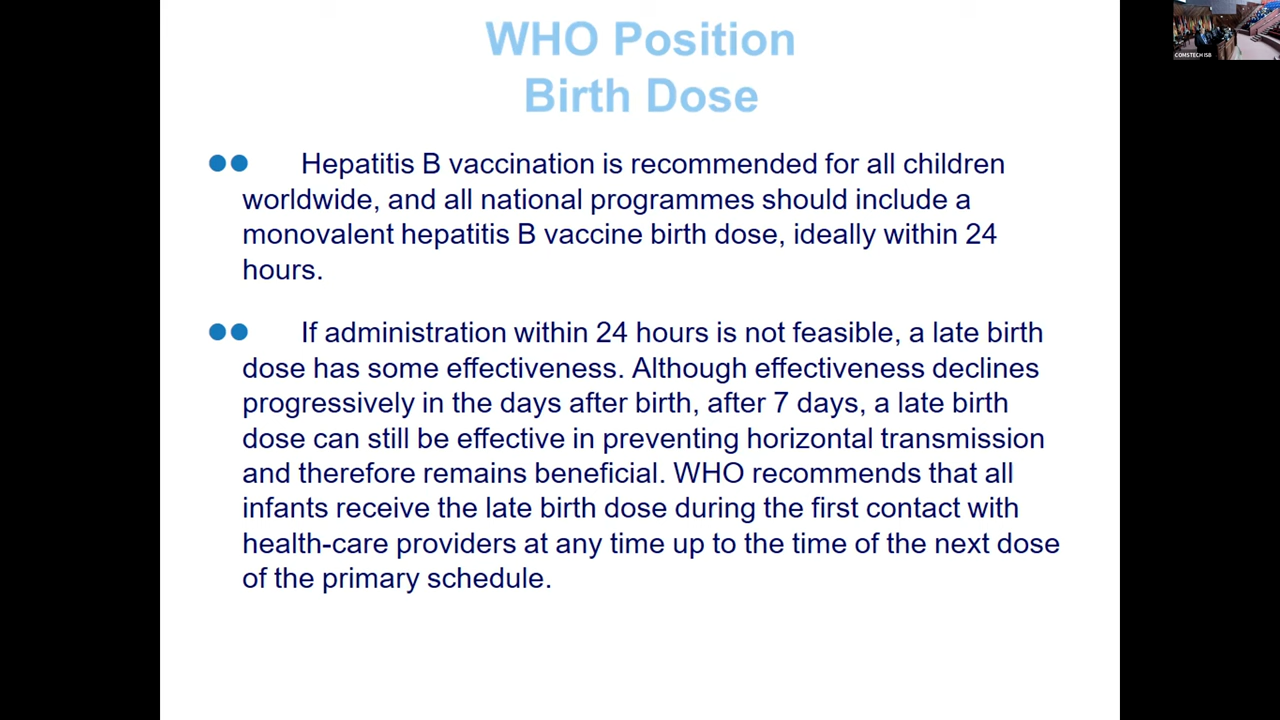 WHO Position
Birth Dose
Hepatitis B vaccination is recommended for all children
worldwide, and all national programmes should include a
monovalent hepatitis B vaccine birth dose, ideally within 24
hours.
If administration within 24 hours is not feasible, a late birth
dose has some effectiveness. Although effectiveness declines
progressively in the days after birth, after 7 days, a late birth
dose can still be effective in preventing horizontal transmission
and therefore remains beneficial. WHO recommends that all
infants receive the late birth dose during the first contact with
health-care providers at any time up to the time of the next dose
of the primary schedule.
COMSTECH ISB